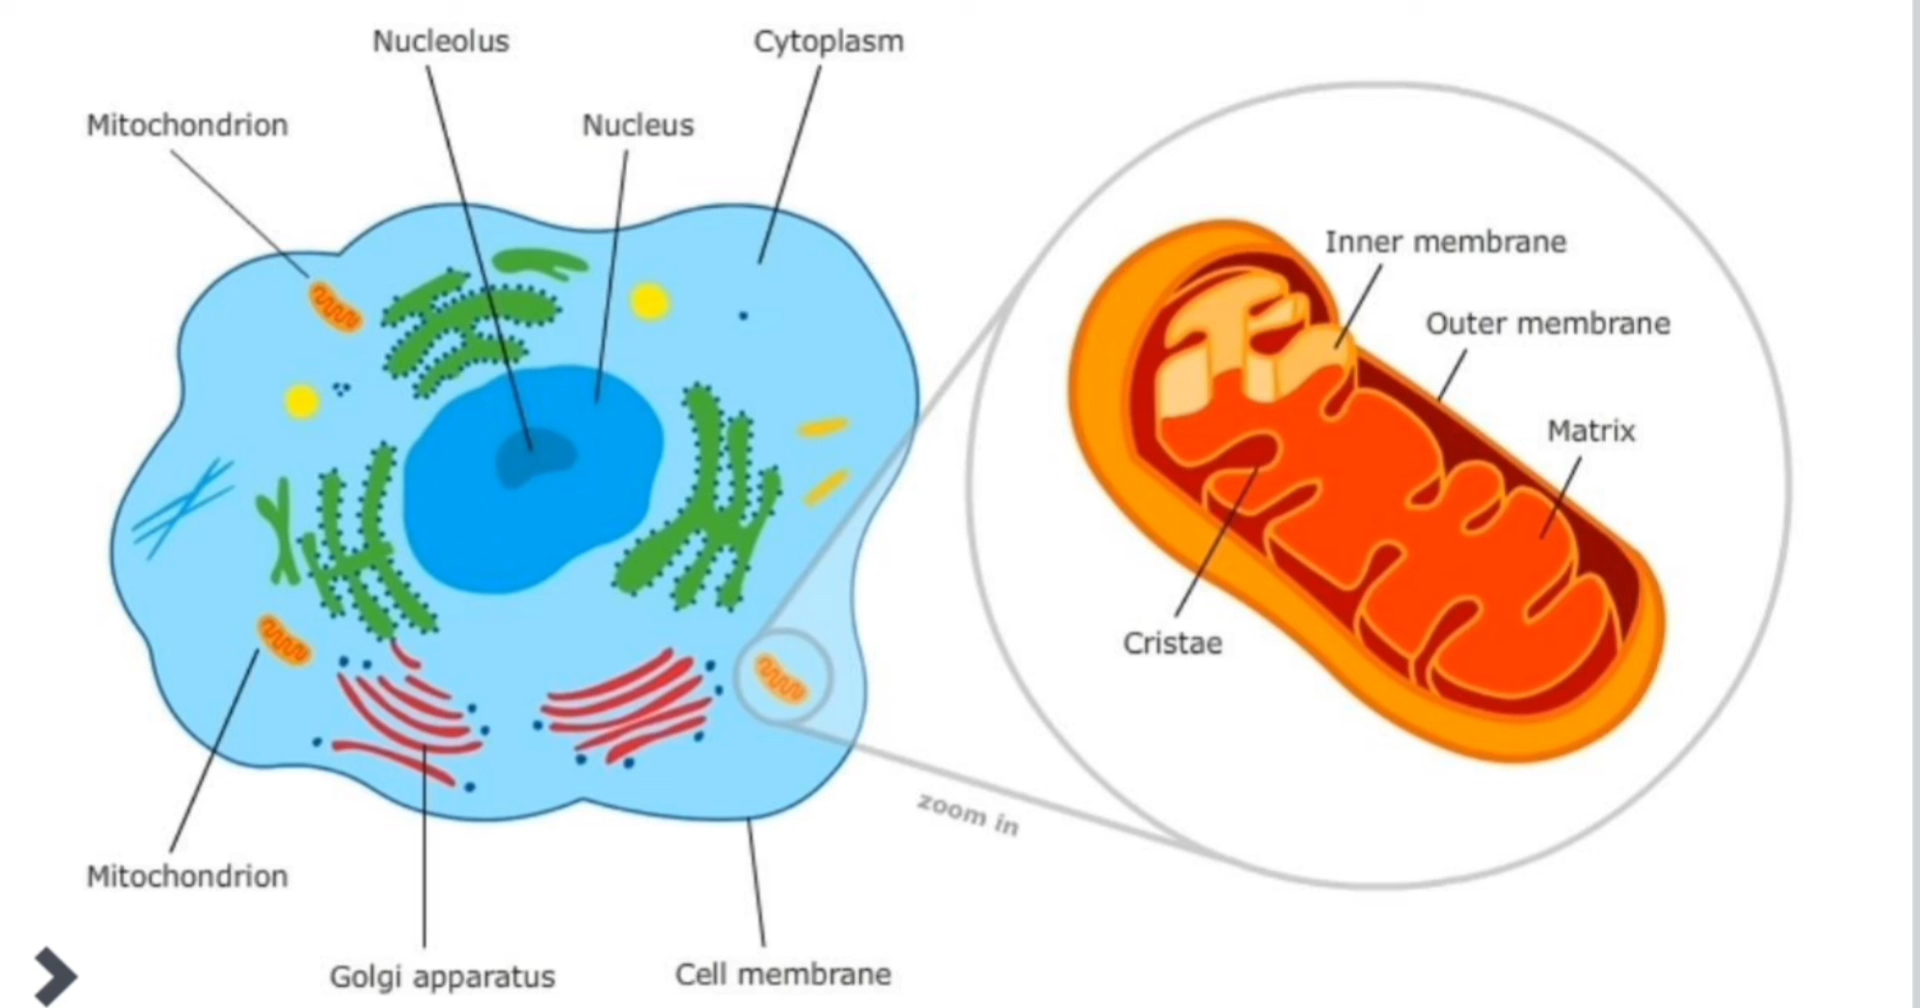 Nucleolus
Cytoplasm
Mitochondrion
Nucleus
Inner membrane
Outer membrane
Matrix
Cristae
zoom in
Mitochondrion
Golgi apparatus
Cell membrane